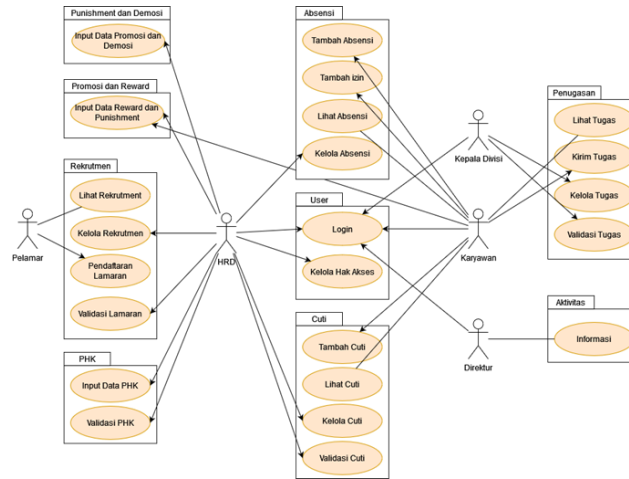 Punishment dan Demosi
Input Data Promosi dan
Demosi
Promosi dan Reward
Input Data Reward dan
Punishment
Rekrutmen
Lihat Rekrutment
Kelola Rekrutmen
Pendaftaran
Lamaran
Validasi Lamaran
PHK
Input Data PHK
Validasi PHK
Pelamar
HRD
Absensi
Tambah Absensi
Tambah izin
Lihat Absensi
Kelola Absensi
User
Login
Kelola Hak Akses
Cuti
Tambah Cuti
Lihat Cuti
Kelola Cuti
Validasi Cuti
Kepala Divisi
Karyawan
Direktur
Penugasan
Lihat Tugas
Kirim Tugas
Kelola Tugas
Validasi Tugas
Aktivitas
Informasi